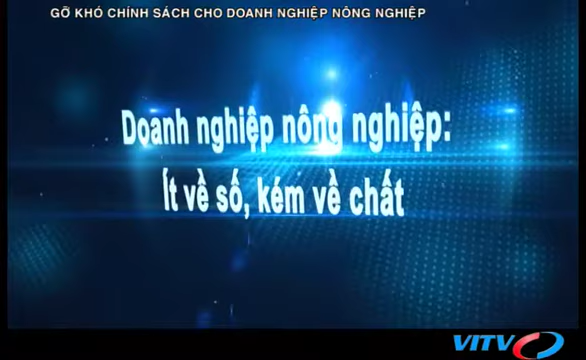 GỠ KHÓ CHÍNH SÁCH CHO DOANH NGHIỆP NÔNG NGHIỆP
Doanh nghiệp nông nghiệp:
Ít về số, kém về chất
VITV